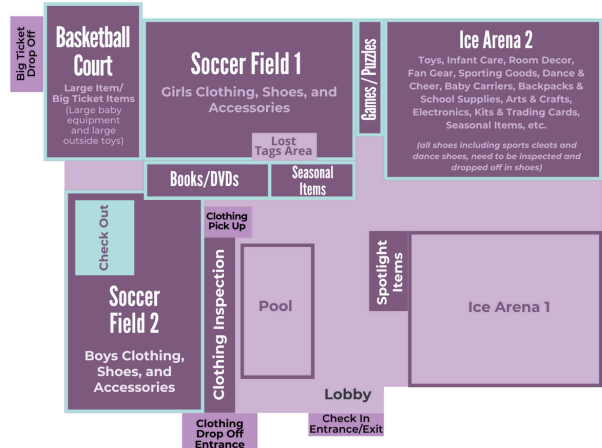 Big Ticket
Drop Off
Basketball
Court
Large Item/
Big Ticket Items
(Large baby
equipment
and large
outside toys)
Soccer Field 1
Girls Clothing, Shoes, and
Accessories
Lost
Tags Area
Games / Puzzles
Ice Arena 2
Toys, Infant Care, Room Decor,
Fan Gear, Sporting Goods, Dance &
Cheer, Baby Carriers, Backpacks &
School Supplies, Arts & Crafts,
Electronics, Kits & Trading Cards,
Seasonal Items, etc.
(all shoes including sports cleats and
dance shoes, need to be inspected and
dropped off in shoes)
Books/DVDs
Seasonal
Items
Check Out
Soccer
Field 2
Boys Clothing,
Shoes, and
Accessories
Clothing
Pick Up
Clothing Inspection
Pool
Spotlight
Items
Ice Arena 1
Lobby
Check In
Entrance/Exit
Clothing
Drop Off
Entrance